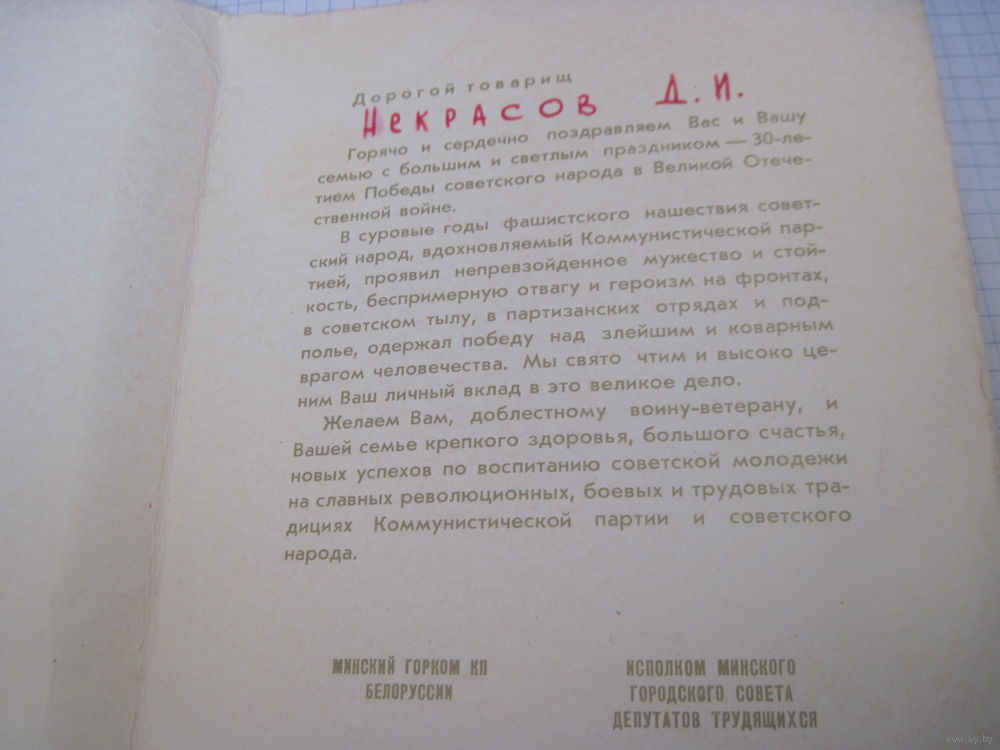 Дорогой товарищ
Некрасов Д.И.
Горячо и сердечно поздравляем Вас и Вашу
семью с большим и светлым праздником — 30-ле-
тием Победы советского народа в Великой Отече-
ственной войне.
В суровые годы фашистского нашествия совет-
ский народ, вдохновляемый Коммунистической пар-
тией, проявил непревзойденное мужество и стой-
кость, беспримерную отвагу и героизм на фронтах,
в советском тылу, в партизанских отрядах и под-
полье, одержал победу над злейшим и коварным
врагом человечества. Мы свято чтим и высоко це-
ним Ваш личный вклад в это великое дело.
Желаем Вам, доблестному воину-ветерану, и
Вашей семье крепкого здоровья, большого счастья,
новых успехов по воспитанию советской молодежи
на славных революционных, боевых и трудовых тра-
дициях Коммунистической партии и советского
народа.
МИНСКИЙ ГОРКОМ КП
БЕЛОРУССИИ
ИСПОЛКОМ МИНСКОГО
ГОРОДСКОГО СОВЕТА
ДЕПУТАТОВ ТРУДЯЩИХСЯ
www.ay.by